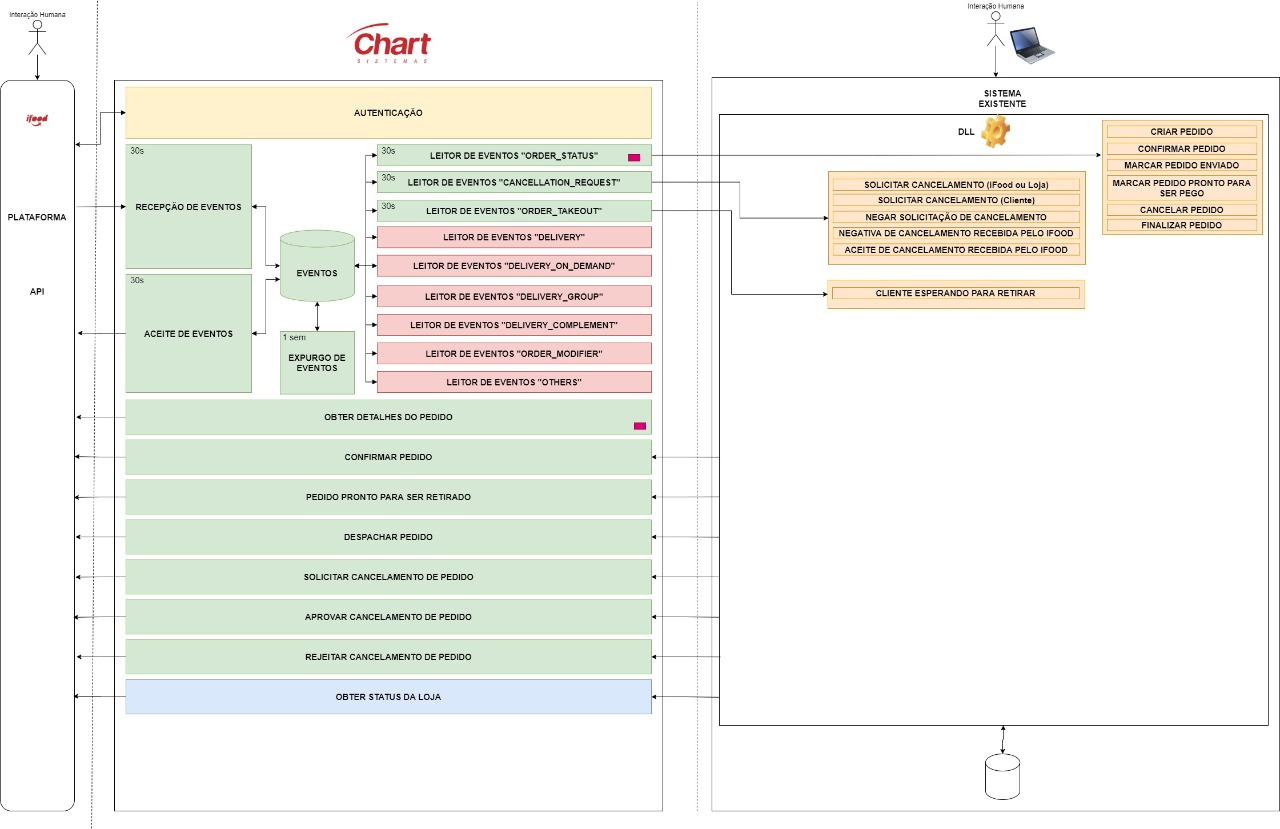 Interação Humana
ifood
PLATAFORMA
API
Chart
SISTEMAS
AUTENTICAÇÃO
30s
RECEPÇÃO DE EVENTOS
30s
ACEITE DE EVENTOS
EVENTOS
1 sem
EXPURGO DE
EVENTOS
30s
LEITOR DE EVENTOS "ORDER_STATUS"
30s
LEITOR DE EVENTOS "CANCELLATION_REQUEST"
30s
LEITOR DE EVENTOS "ORDER_TAKEOUT"
LEITOR DE EVENTOS "DELIVERY"
LEITOR DE EVENTOS "DELIVERY_ON_DEMAND"
LEITOR DE EVENTOS "DELIVERY_GROUP"
LEITOR DE EVENTOS "DELIVERY_COMPLEMENT"
LEITOR DE EVENTOS "ORDER_MODIFIER"
LEITOR DE EVENTOS "OTHERS"
OBTER DETALHES DO PEDIDO
CONFIRMAR PEDIDO
PEDIDO PRONTO PARA SER RETIRADO
DESPACHAR PEDIDO
SOLICITAR CANCELAMENTO DE PEDIDO
APROVAR CANCELAMENTO DE PEDIDO
REJEITAR CANCELAMENTO DE PEDIDO
OBTER STATUS DA LOJA
Interação Humana
SISTEMA
EXISTENTE
DLL
SOLICITAR CANCELAMENTO (IFood ou Loja)
SOLICITAR CANCELAMENTO (Cliente)
NEGAR SOLICITAÇÃO DE CANCELAMENTO
NEGATIVA DE CANCELAMENTO RECEBIDA PELO IFOOD
ACEITE DE CANCELAMENTO RECEBIDA PELO IFOOD
CLIENTE ESPERANDO PARA RETIRAR
CRIAR PEDIDO
CONFIRMAR PEDIDO
MARCAR PEDIDO ENVIADO
MARCAR PEDIDO PRONTO PARA
SER PEGO
CANCELAR PEDIDO
FINALIZAR PEDIDO